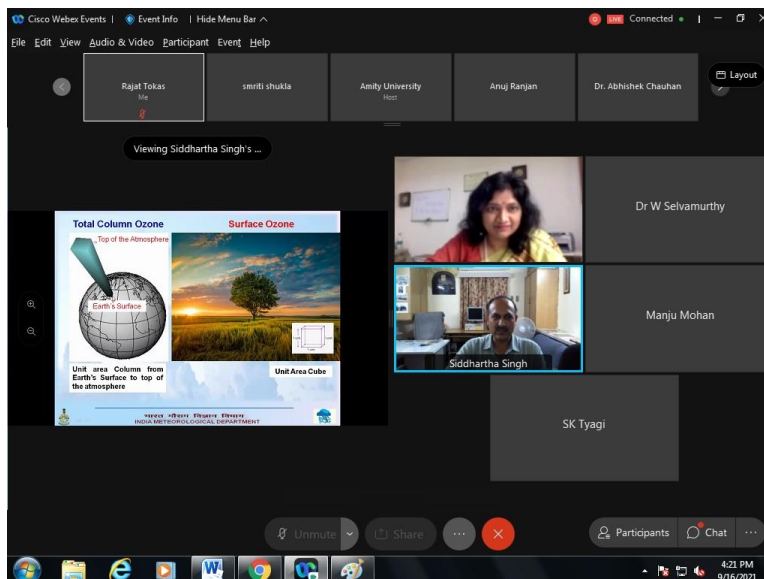 Cisco Webex Events | Event Info | Hide Menu Bar ^
Connected
LIVE
File Edit View Audio & Video Participant Event Help
Rajat Tokas
Me
smriti shukla
Amity University
Host
Anuj Ranjan
Dr. Abhishek Chauhan
Layout
Viewing Siddhartha Singh's ...
Total Column Ozone
Surface Ozone
Top of the Atmosphere
Earth's Surface
Unit area Column from
Earth's Surface to top of
the atmosphere
Unit Area Cube
भारत मौसम विज्ञान विभाग
INDIA METEOROLOGICAL DEPARTMENT
Dr W Selvamurthy
Siddhartha Singh
Manju Mohan
SK Tyagi
Unmute
Share
Participants
Chat
4:21 PM
9/16/2021